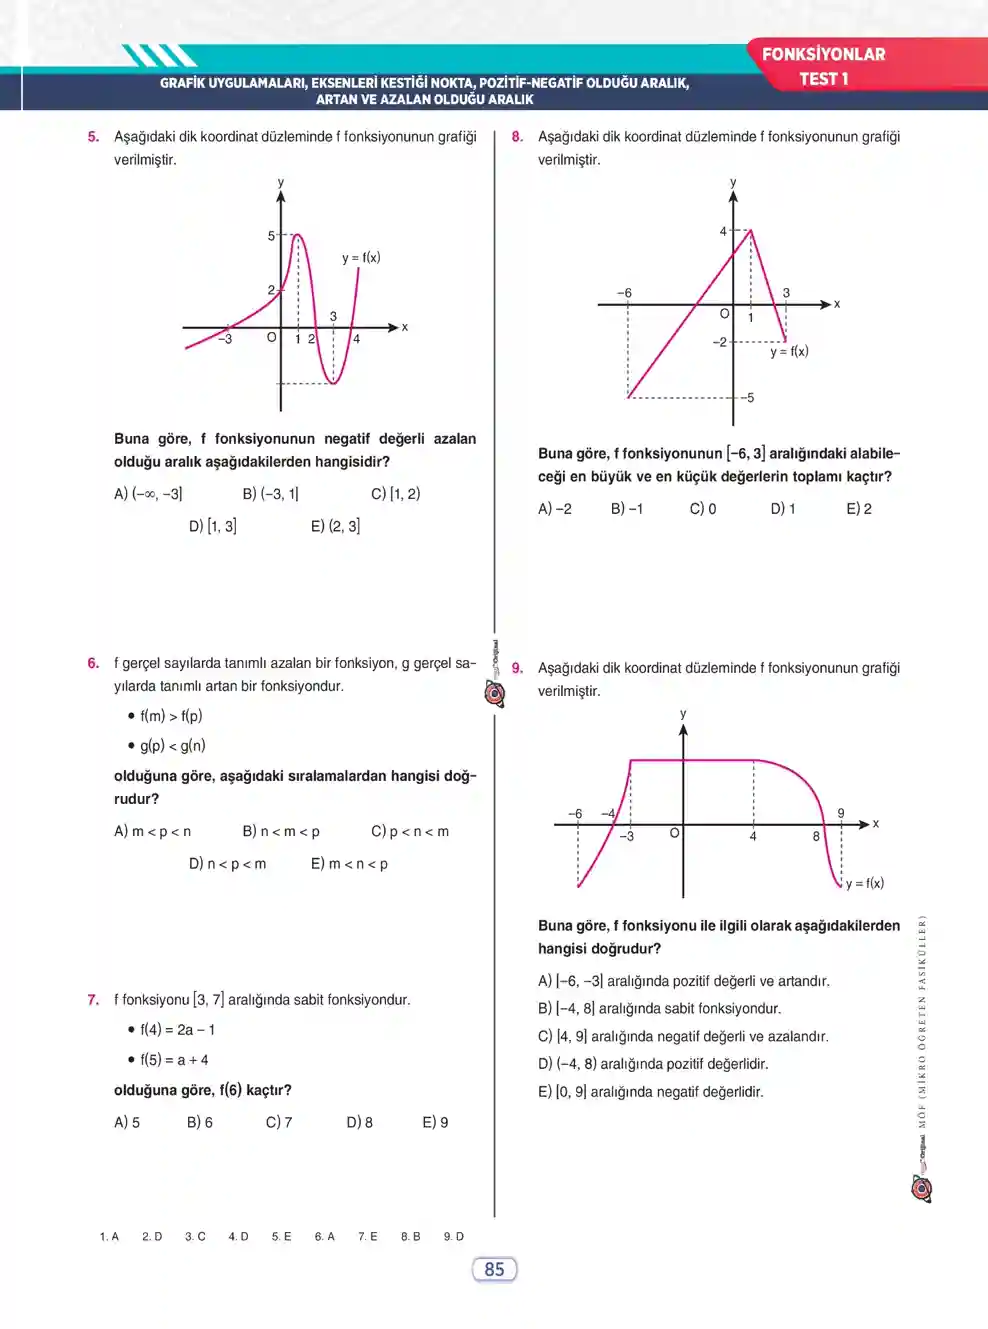 FONKSİYONLAR
TEST 1
GRAFİK UYGULAMALARI, EKSENLERİ KESTİĞİ NOKTA, POZİTİF-NEGATİF OLDUĞU ARALIK,
ARTAN VE AZALAN OLDUĞU ARALIK
5. Aşağıdaki dik koordinat düzleminde f fonksiyonunun grafiği
verilmiştir.
y
5
y = f(x)
2
3
x
−3
O
1
2
4
Buna göre, f fonksiyonunun negatif değerli azalan
olduğu aralık aşağıdakilerden hangisidir?
A) (−∞, −3] B) (−3, 1] C) [1, 2)
D) [1, 3] E) (2, 3]
6. f gerçel sayılarda tanımlı azalan bir fonksiyon, g gerçel sa-
yılarda tanımlı artan bir fonksiyondur.
• f(m) > f(p)
• g(p) < g(n)
olduğuna göre, aşağıdaki sıralamalardan hangisi doğ-
rudur?
A) m < p < n B) n < m < p C) p < n < m
D) n < p < m E) m < n < p
7. f fonksiyonu [3, 7] aralığında sabit fonksiyondur.
• f(4) = 2a − 1
• f(5) = a + 4
olduğuna göre, f(6) kaçtır?
A) 5 B) 6 C) 7 D) 8 E) 9
8. Aşağıdaki dik koordinat düzleminde f fonksiyonunun grafiği
verilmiştir.
y
4
−6
3
x
O
1
−2
y = f(x)
−5
Buna göre, f fonksiyonunun [−6, 3] aralığındaki alabile-
ceği en büyük ve en küçük değerlerin toplamı kaçtır?
A) −2 B) −1 C) 0 D) 1 E) 2
9. Aşağıdaki dik koordinat düzleminde f fonksiyonunun grafiği
verilmiştir.
y
−6
−4
9
x
−3
O
4
8
y = f(x)
Buna göre, f fonksiyonu ile ilgili olarak aşağıdakilerden
hangisi doğrudur?
A) [−6, −3] aralığında pozitif değerli ve artandır.
B) [−4, 8] aralığında sabit fonksiyondur.
C) [4, 9] aralığında negatif değerli ve azalandır.
D) (−4, 8) aralığında pozitif değerlidir.
E) [0, 9] aralığında negatif değerlidir.
Orijinal
Orijinal MÖF (MİKRO ÖĞRETEN FASİKÜLLER)
1. A 2. D 3. C 4. D 5. E 6. A 7. E 8. B 9. D
85